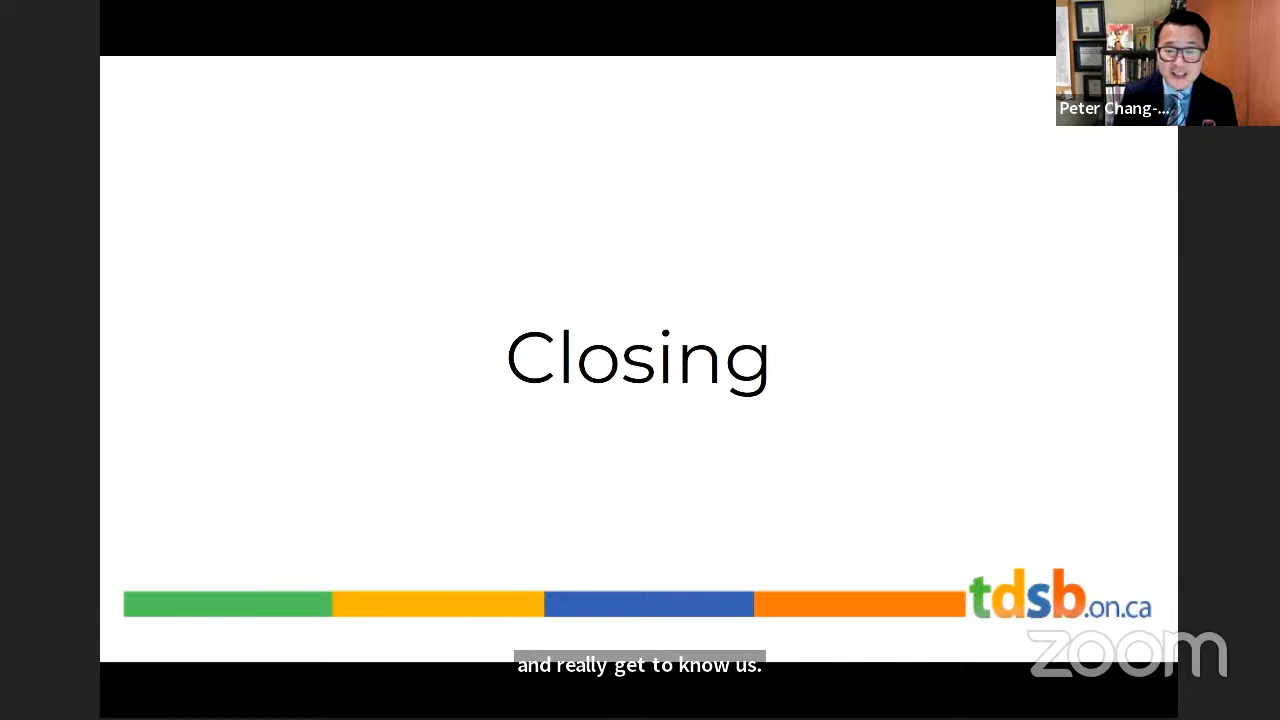 Peter Chang-...
Closing
tdsb.on.ca
zoom
and really get to know us.